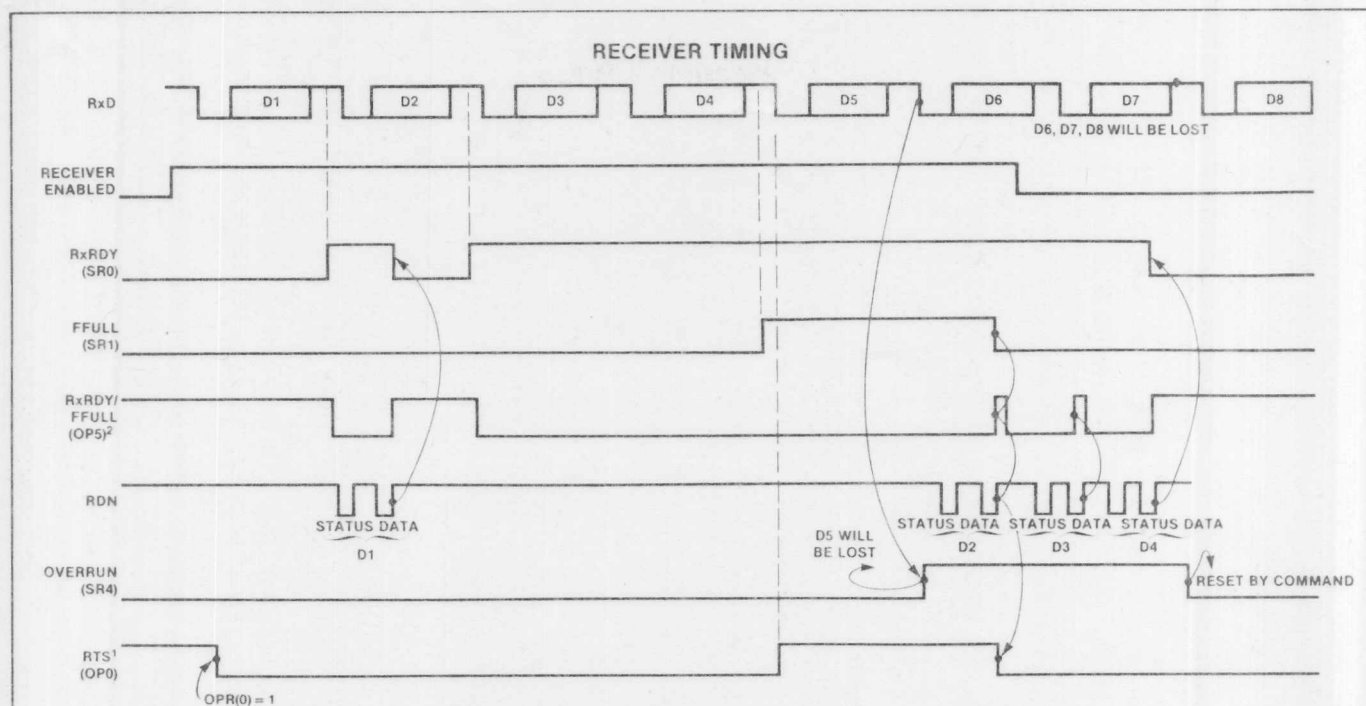 RECEIVER TIMING
RxD
D1
D2
D3
D4
D5
D6
D7
D8
D6, D7, D8 WILL BE LOST
RECEIVER
ENABLED
RxRDY
(SR0)
FFULL
(SR1)
RxRDY/
FFULL
(OP5)²
RDN
STATUS DATA
D1
STATUS DATA
D2
STATUS DATA
D3
STATUS DATA
D4
D5 WILL
BE LOST
OVERRUN
(SR4)
RESET BY COMMAND
RTS¹
(OP0)
OPR(0) = 1